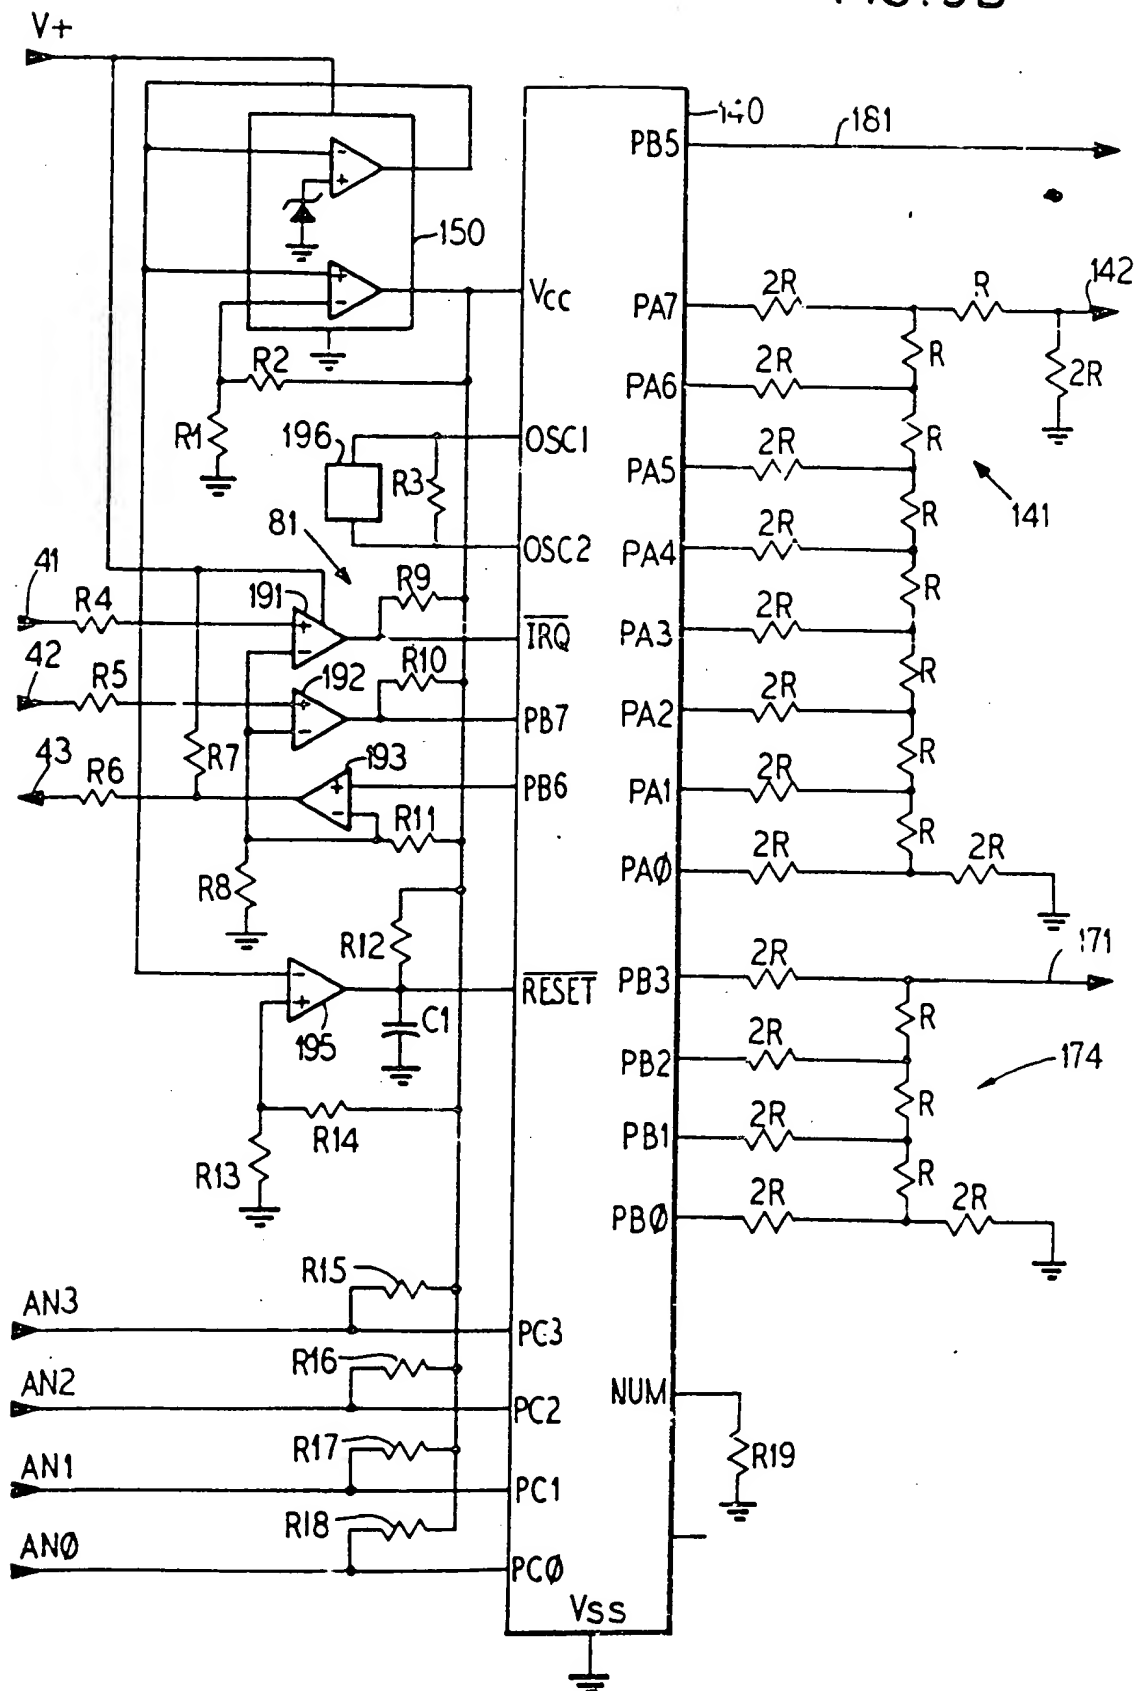 V+
140
PB5
181
150
VCC
PA7
2R
R
142
R
2R
R2
PA6
2R
R1
196
OSC1
R
R3
PA5
2R
141
81
OSC2
PA4
2R
R
41
R4
191
R9
R
IRQ
PA3
2R
42
R5
192
R10
R
PB7
PA2
2R
43
R6
R7
193
PB6
R
PA1
2R
R11
R
R8
PA0
2R
2R
R12
171
RESET
PB3
2R
195
C1
R
PB2
2R
174
R14
R
R13
PB1
2R
R
PB0
2R
2R
R15
AN3
PC3
R16
AN2
PC2
NUM
R17
R19
AN1
PC1
R18
AN0
PC0
VSS